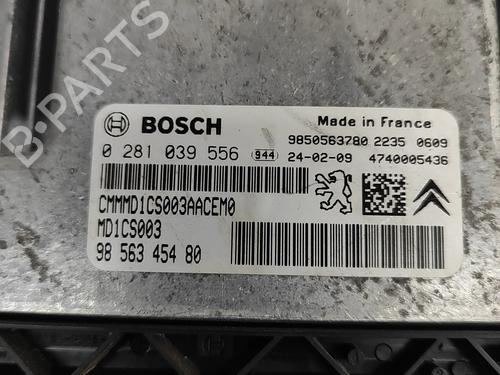 B-PARTS
BOSCH
Made in France
9850563780 2235 0609
0 281 039 556 944 24-02-09 4740005436
CMMMD1CS003AACEM0
MD1CS003
98 563 454 80